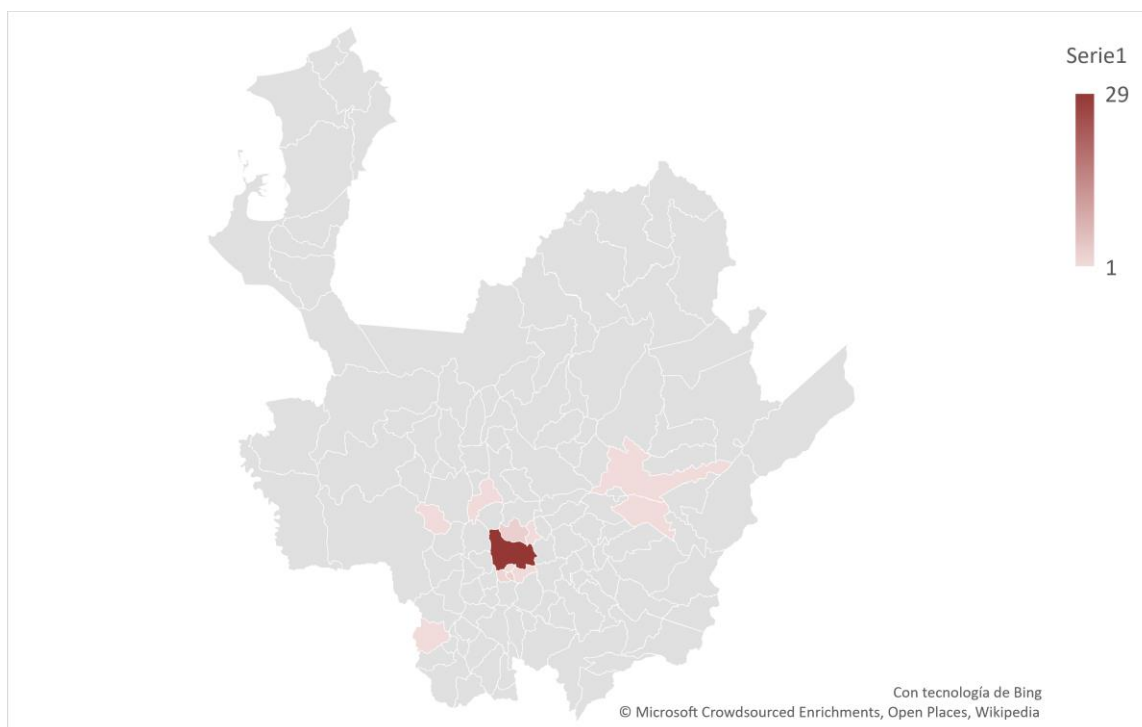 Serie1
29
1
Con tecnología de Bing
© Microsoft Crowdsourced Enrichments, Open Places, Wikipedia